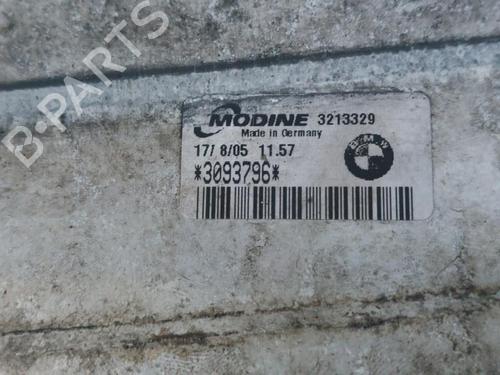 B-PARTS
MODINE 3213329
Made in Germany
17/ 8/05 11.57
BMW
*3093796*